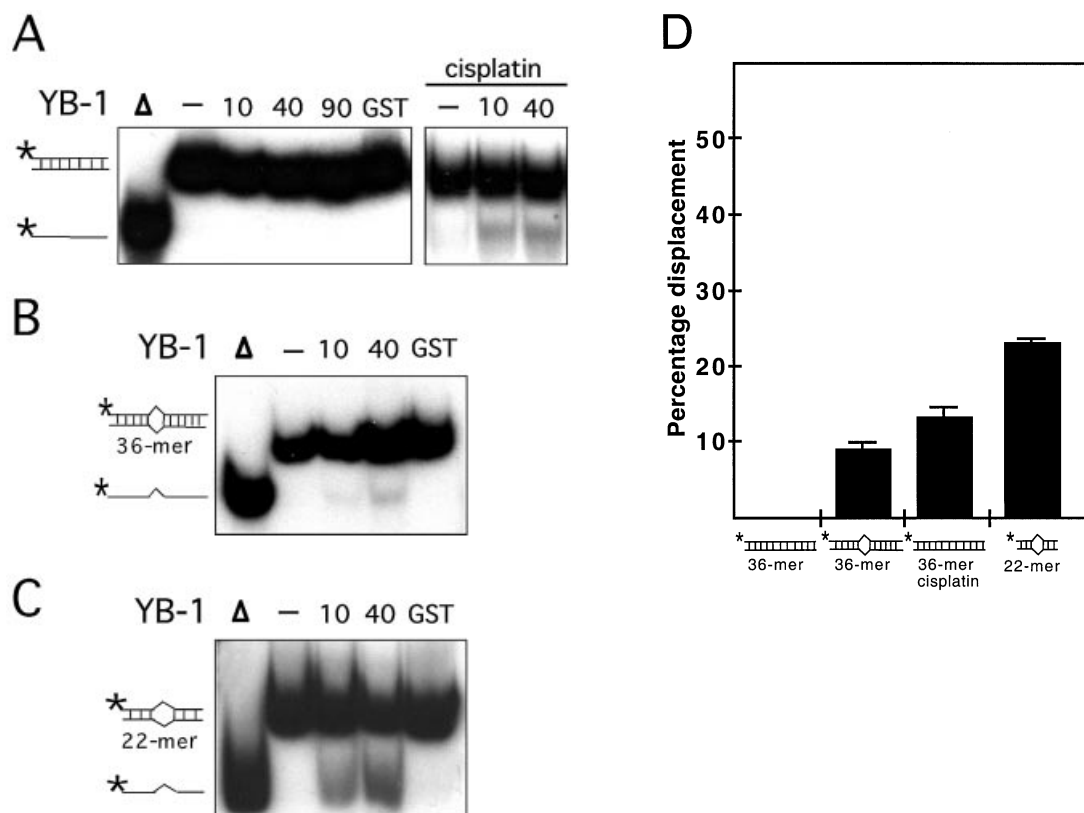 A
cisplatin
YB-1 Δ – 10 40 90 GST – 10 40
*
*
B
YB-1 Δ – 10 40 GST
*
36-mer
*
C
YB-1 Δ – 10 40 GST
*
22-mer
*
D
Percentage displacement
50
40
30
20
10
* * * *
36-mer 36-mer 36-mer 22-mer
cisplatin